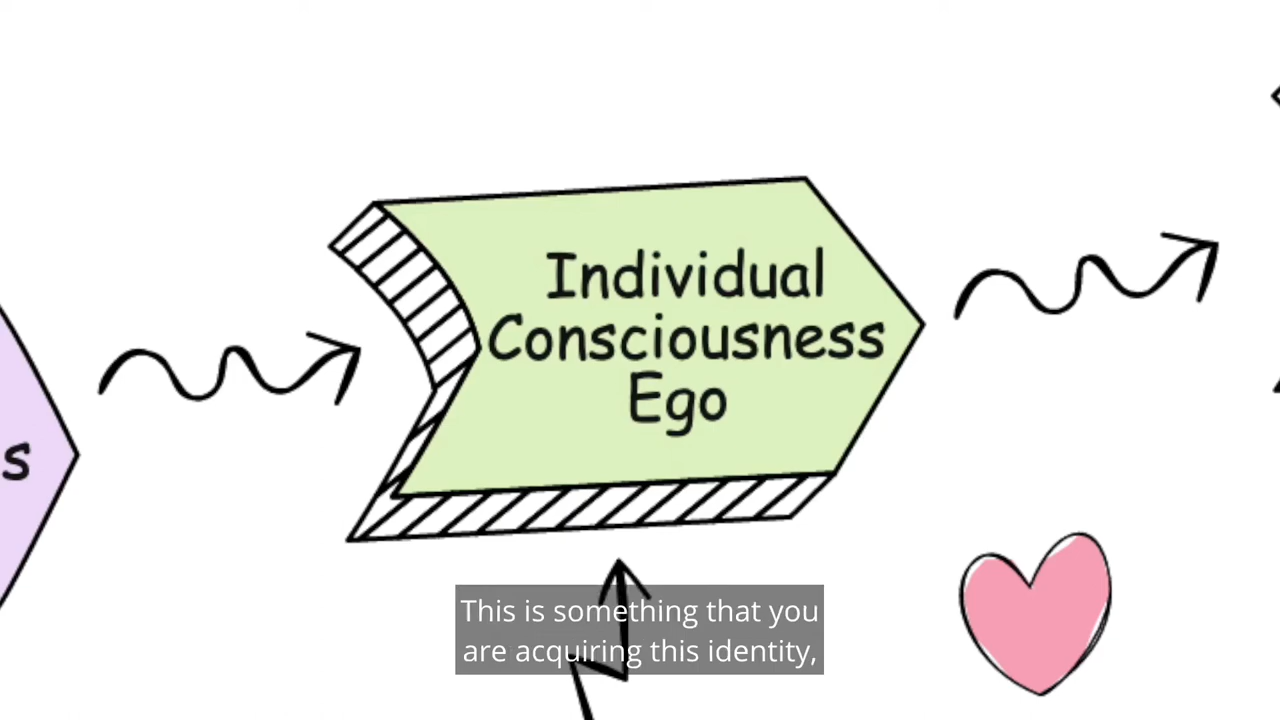 Individual
Consciousness
Ego
s
This is something that you
are acquiring this identity,